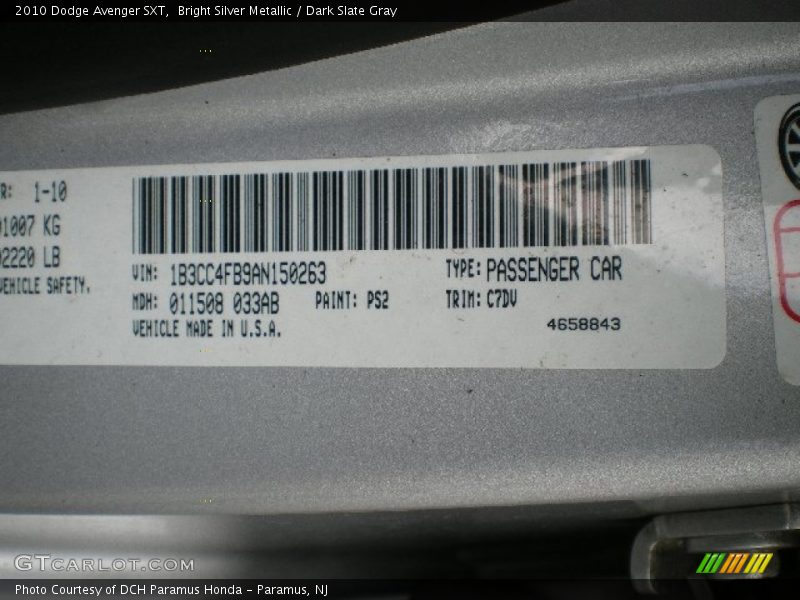 2010 Dodge Avenger SXT,  Bright Silver Metallic / Dark Slate Gray
R: 1-10
1007 KG
2220 LB
VEHICLE SAFETY.
VIN: 1B3CC4FB9AN150263
TYPE: PASSENGER CAR
MDH: 011508 033AB
PAINT: PS2
TRIM: C7DV
VEHICLE MADE IN U.S.A.
4658843
GTCARLOT.COM
Photo Courtesy of DCH Paramus Honda - Paramus, NJ